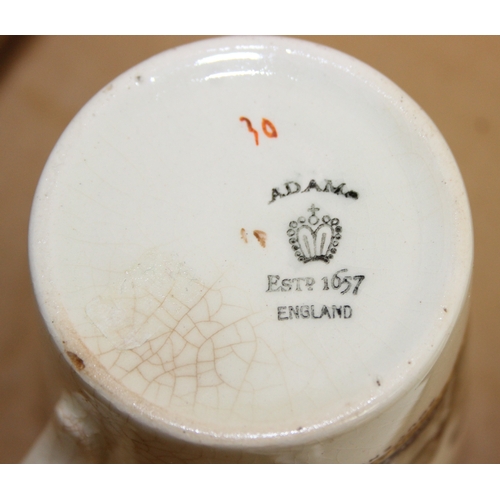 30
ADAMS
ESTD 1657
ENGLAND